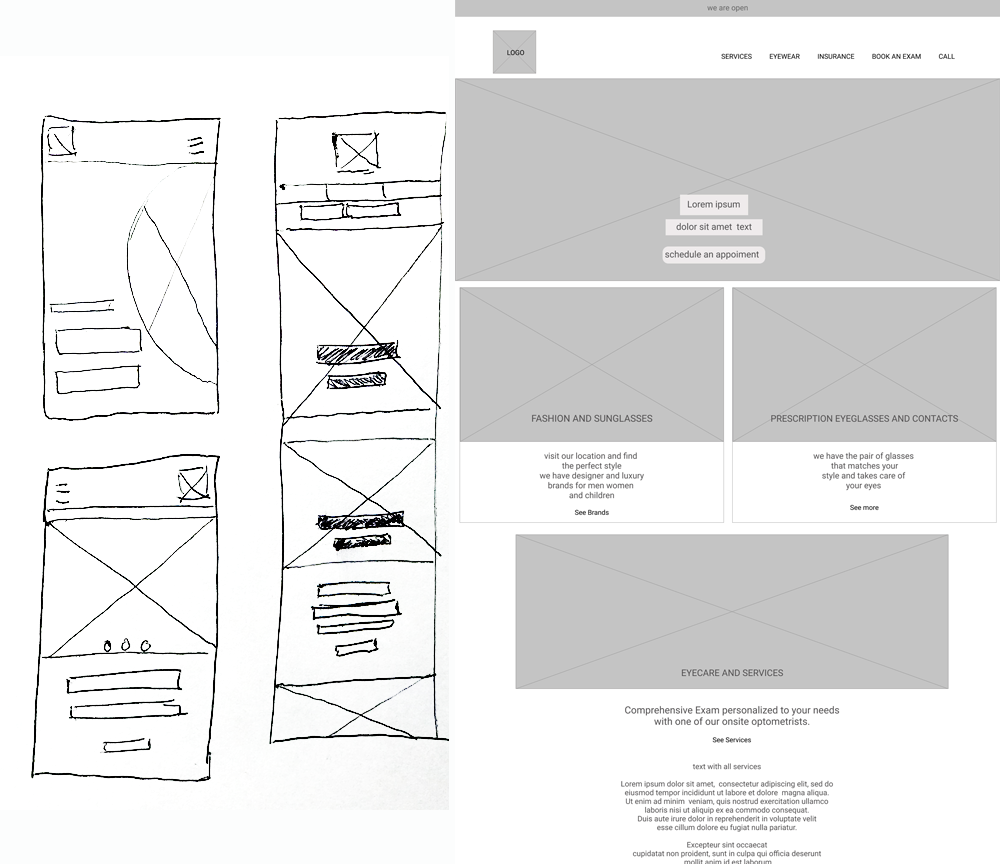 we are open
LOGO
SERVICES EYEWEAR INSURANCE BOOK AN EXAM CALL
Lorem ipsum
dolor sit amet text
schedule an appoiment
FASHION AND SUNGLASSES
visit our location and find
the perfect style
we have designer and luxury
brands for men women
and children
See Brands
PRESCRIPTION EYEGLASSES AND CONTACTS
we have the pair of glasses
that matches your
style and takes care of
your eyes
See more
EYECARE AND SERVICES
Comprehensive Exam personalized to your needs
with one of our onsite optometrists.
See Services
text with all services
Lorem ipsum dolor sit amet, consectetur adipiscing elit, sed do
eiusmod tempor incididunt ut labore et dolore magna aliqua.
Ut enim ad minim veniam, quis nostrud exercitation ullamco
laboris nisi ut aliquip ex ea commodo consequat.
Duis aute irure dolor in reprehenderit in voluptate velit
esse cillum dolore eu fugiat nulla pariatur.
Excepteur sint occaecat
cupidatat non proident, sunt in culpa qui officia deserunt
mollit anim id est laborum